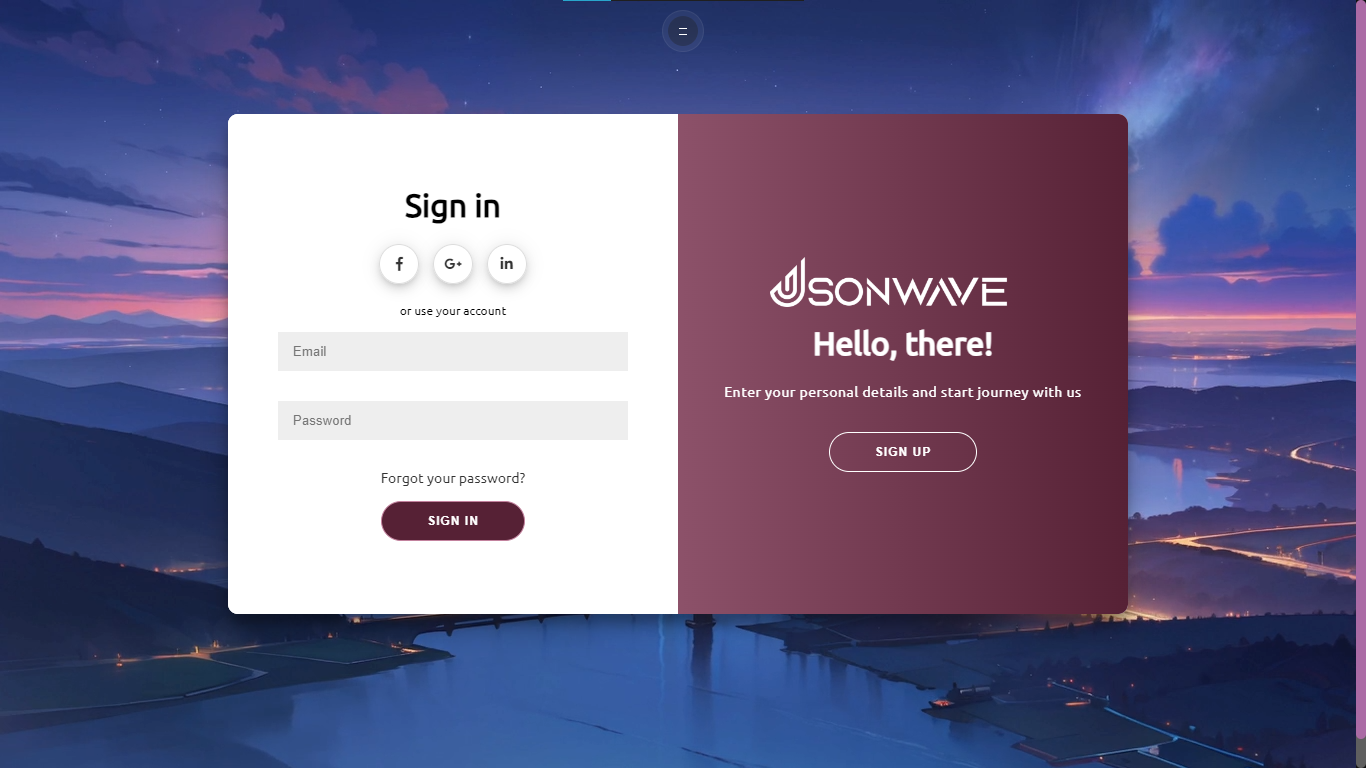 Sign in
f
G+
in
or use your account
Email
Password
Forgot your password?
SIGN IN
JSONWAVE
Hello, there!
Enter your personal details and start journey with us
SIGN UP